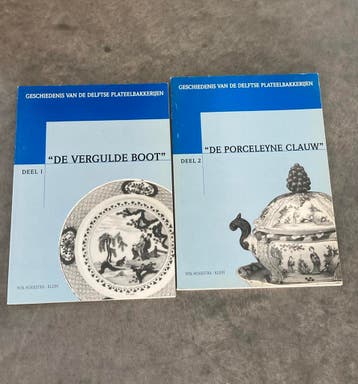 GESCHIEDENIS VAN DE DELFTSE PLATEELBAKKERIJEN
"DE VERGULDE BOOT"
DEEL 1
GESCHIEDENIS VAN DE DELFTSE PLATEELBAKKERIJEN
"DE PORCELEYNE CLAUW"
DEEL 2